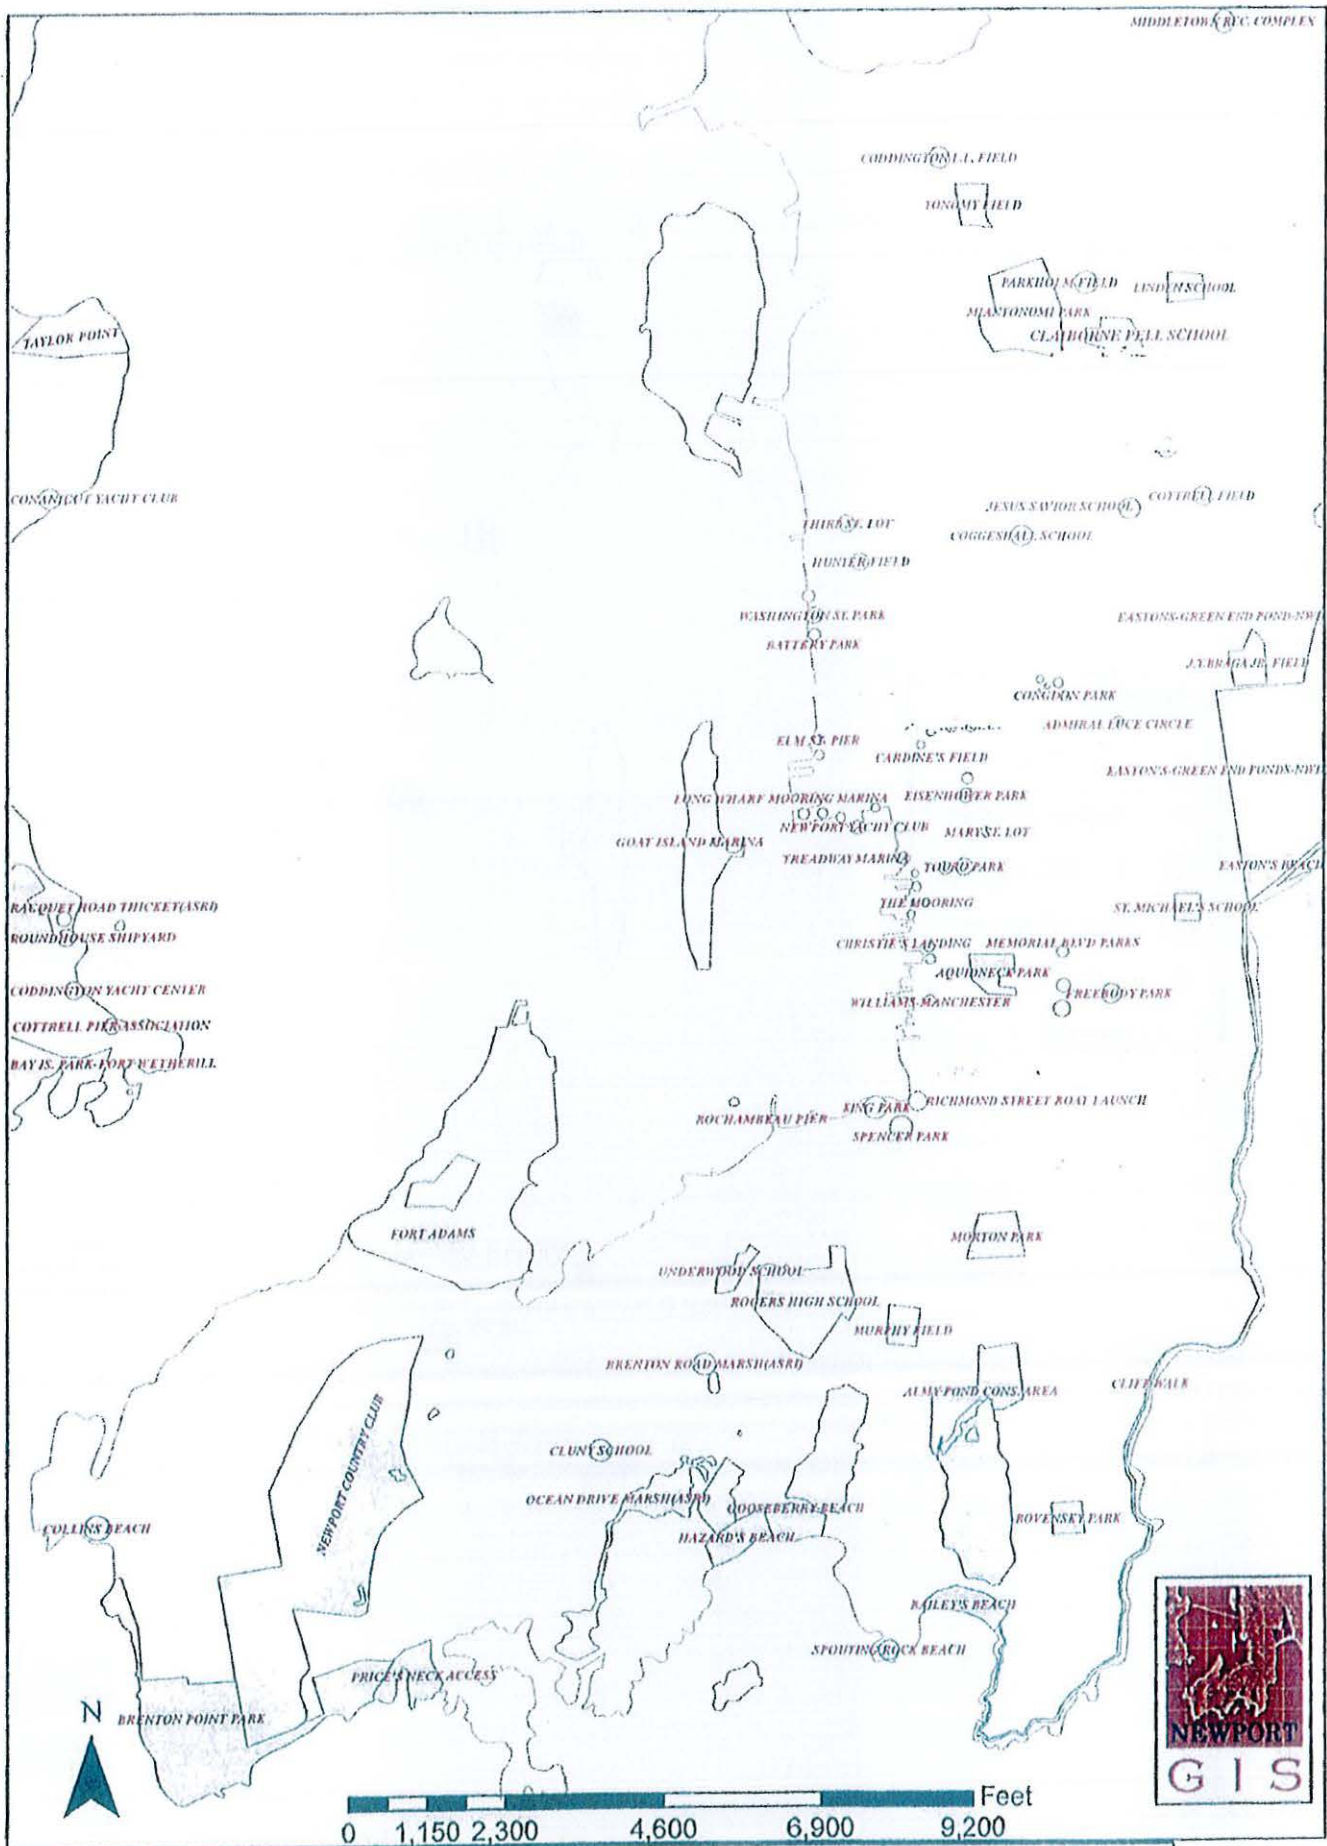 MIDDLETOWN REC. COMPLEX
CODDINGTON L.L. FIELD
TONOMY FIELD
PARKHOLM FIELD
LINDEN SCHOOL
MIANTONOMI PARK
CLAIBORNE PELL SCHOOL
TAYLOR POINT
CONANICUT YACHT CLUB
COTTRELL FIELD
JESUS SAVIOR SCHOOL
THIRD ST. LOT
COGGESHALL SCHOOL
HUNTER FIELD
WASHINGTON ST. PARK
EASTONS-GREEN END POND-NWP
BATTERY PARK
J.V. BRAGA JR. FIELD
CONGDON PARK
ADMIRAL LUCE CIRCLE
ELM ST. PIER
CARDINE'S FIELD
EASTON'S-GREEN END PONDS-NWP
LONG WHARF MOORING MARINA
EISENHOWER PARK
NEWPORT YACHT CLUB
MARY ST. LOT
GOAT ISLAND MARINA
TREADWAY MARINA
TOURO PARK
EASTON'S BEACH
RACQUET ROAD THICKET(ASRI)
THE MOORING
ST. MICHAEL'S SCHOOL
ROUNDHOUSE SHIPYARD
CHRISTIE'S LANDING
MEMORIAL BLVD PARKS
AQUIDNECK PARK
CODDINGTON YACHT CENTER
FREEBODY PARK
WILLIAMS-MANCHESTER
COTTRELL PIER ASSOCIATION
BAY IS. PARK-FORT WETHERILL
RICHMOND STREET BOAT LAUNCH
KING PARK
ROCHAMBEAU PIER
SPENCER PARK
FORT ADAMS
MORTON PARK
UNDERWOOD SCHOOL
ROGERS HIGH SCHOOL
MURPHY FIELD
BRENTON ROAD MARSH(ASRI)
ALMY POND CONS. AREA
CLIFF WALK
NEWPORT COUNTRY CLUB
CLUNY SCHOOL
OCEAN DRIVE MARSH(ASRI)
GOOSEBERRY BEACH
ROVENSKY PARK
COLLINS BEACH
HAZARD'S BEACH
BAILEY'S BEACH
SPOUTING ROCK BEACH
PRICE'S NECK ACCESS
BRENTON POINT PARK
N
NEWPORT
GIS
Feet
0 1,150 2,300 4,600 6,900 9,200